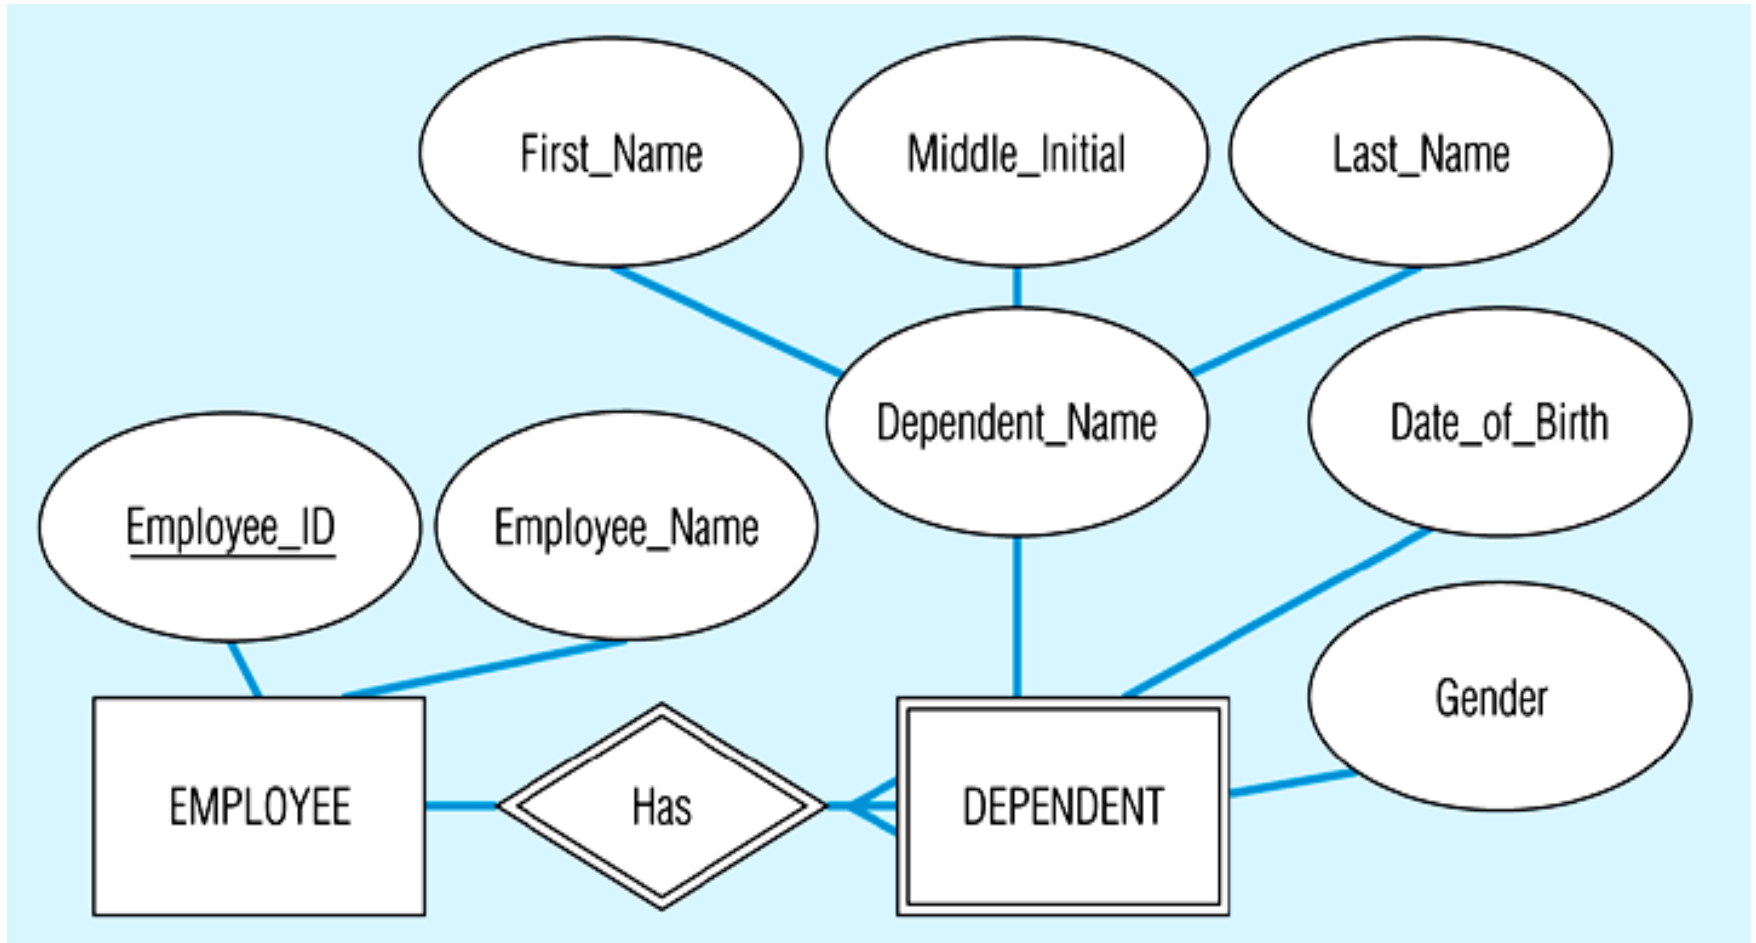 First_Name
Middle_Initial
Last_Name
Dependent_Name
Date_of_Birth
Employee_ID
Employee_Name
Gender
EMPLOYEE
Has
DEPENDENT